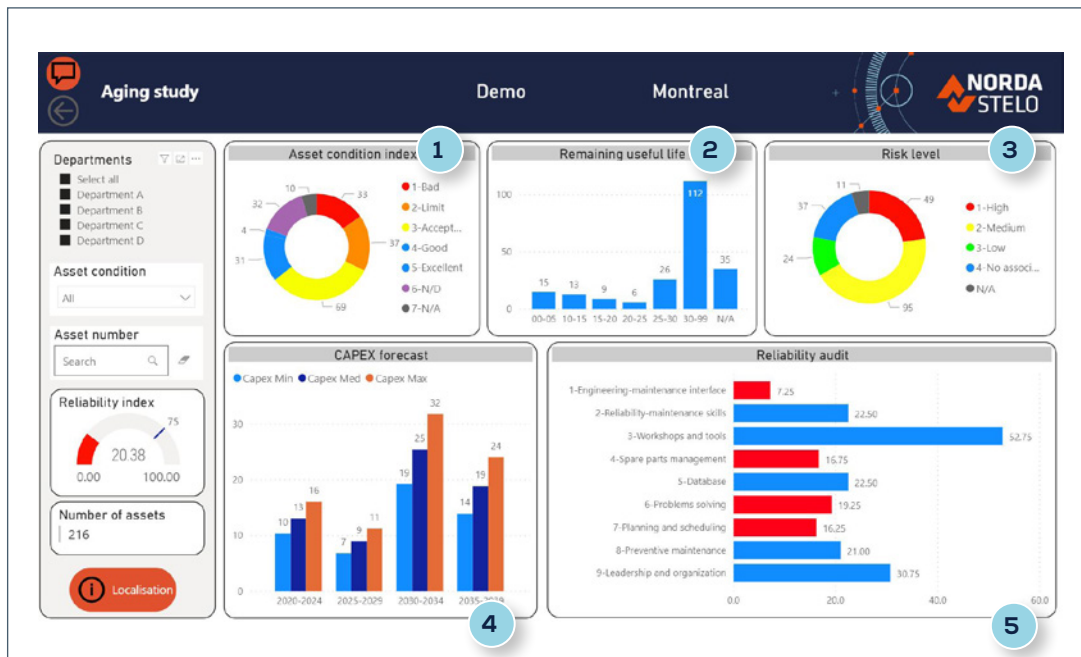 Aging study
Demo
Montreal
NORDA
STELO
Departments
Select all
Department A
Department B
Department C
Department D
Asset condition
All
Asset number
Search
Reliability index
75
20.38
0.00
100.00
Number of assets
216
Localisation
Asset condition index
1
10
33
32
4
37
31
69
1-Bad
2-Limit
3-Accept...
4-Good
5-Excellent
6-N/D
7-N/A
Remaining useful life
2
100
50
0
15
13
9
6
26
112
35
00-05
10-15
15-20
20-25
25-30
30-99
N/A
Risk level
3
11
49
37
24
95
1-High
2-Medium
3-Low
4-No associ...
N/A
CAPEX forecast
Capex Min
Capex Med
Capex Max
30
20
10
0
10
13
16
7
9
11
19
25
32
14
19
24
2020-2024
2025-2029
2030-2034
4
Reliability audit
1-Engineering-maintenance interface
7.25
2-Reliability-maintenance skills
22.50
3-Workshops and tools
52.75
4-Spare parts management
16.75
5-Database
22.50
6-Problems solving
19.25
7-Planning and scheduling
16.25
8-Preventive maintenance
21.00
9-Leadership and organization
30.75
0.0
20.0
40.0
60.0
5